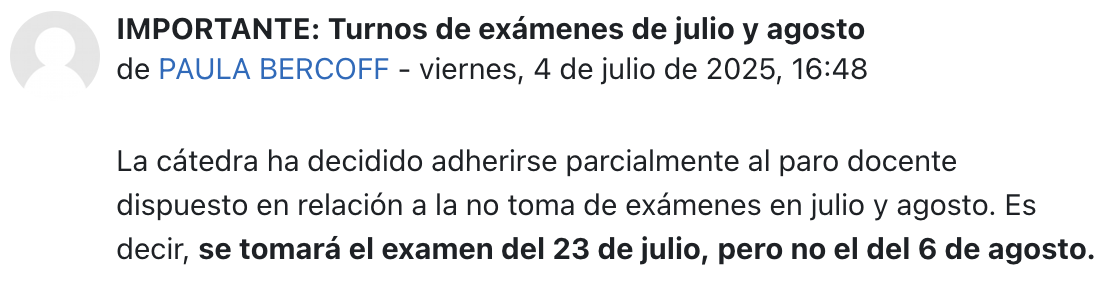 IMPORTANTE: Turnos de exámenes de julio y agosto
de PAULA BERCOFF - viernes, 4 de julio de 2025, 16:48
La cátedra ha decidido adherirse parcialmente al paro docente
dispuesto en relación a la no toma de exámenes en julio y agosto. Es
decir, se tomará el examen del 23 de julio, pero no el del 6 de agosto.